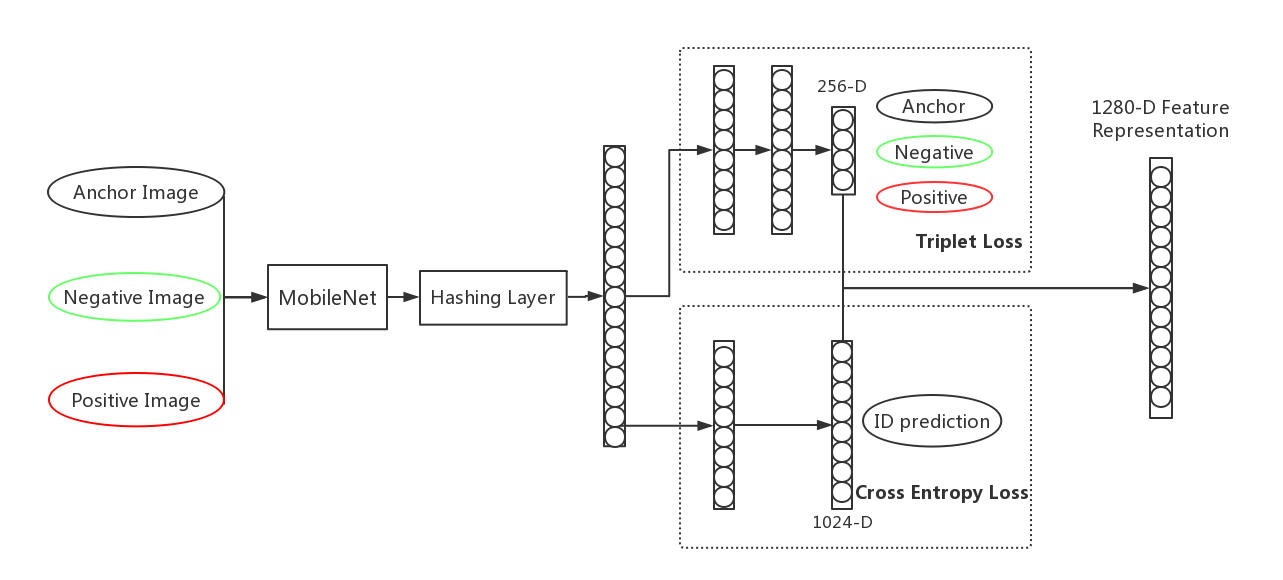 Anchor Image
Negative Image
Positive Image
MobileNet
Hashing Layer
256-D
Anchor
Negative
Positive
Triplet Loss
ID prediction
Cross Entropy Loss
1024-D
1280-D Feature
Representation